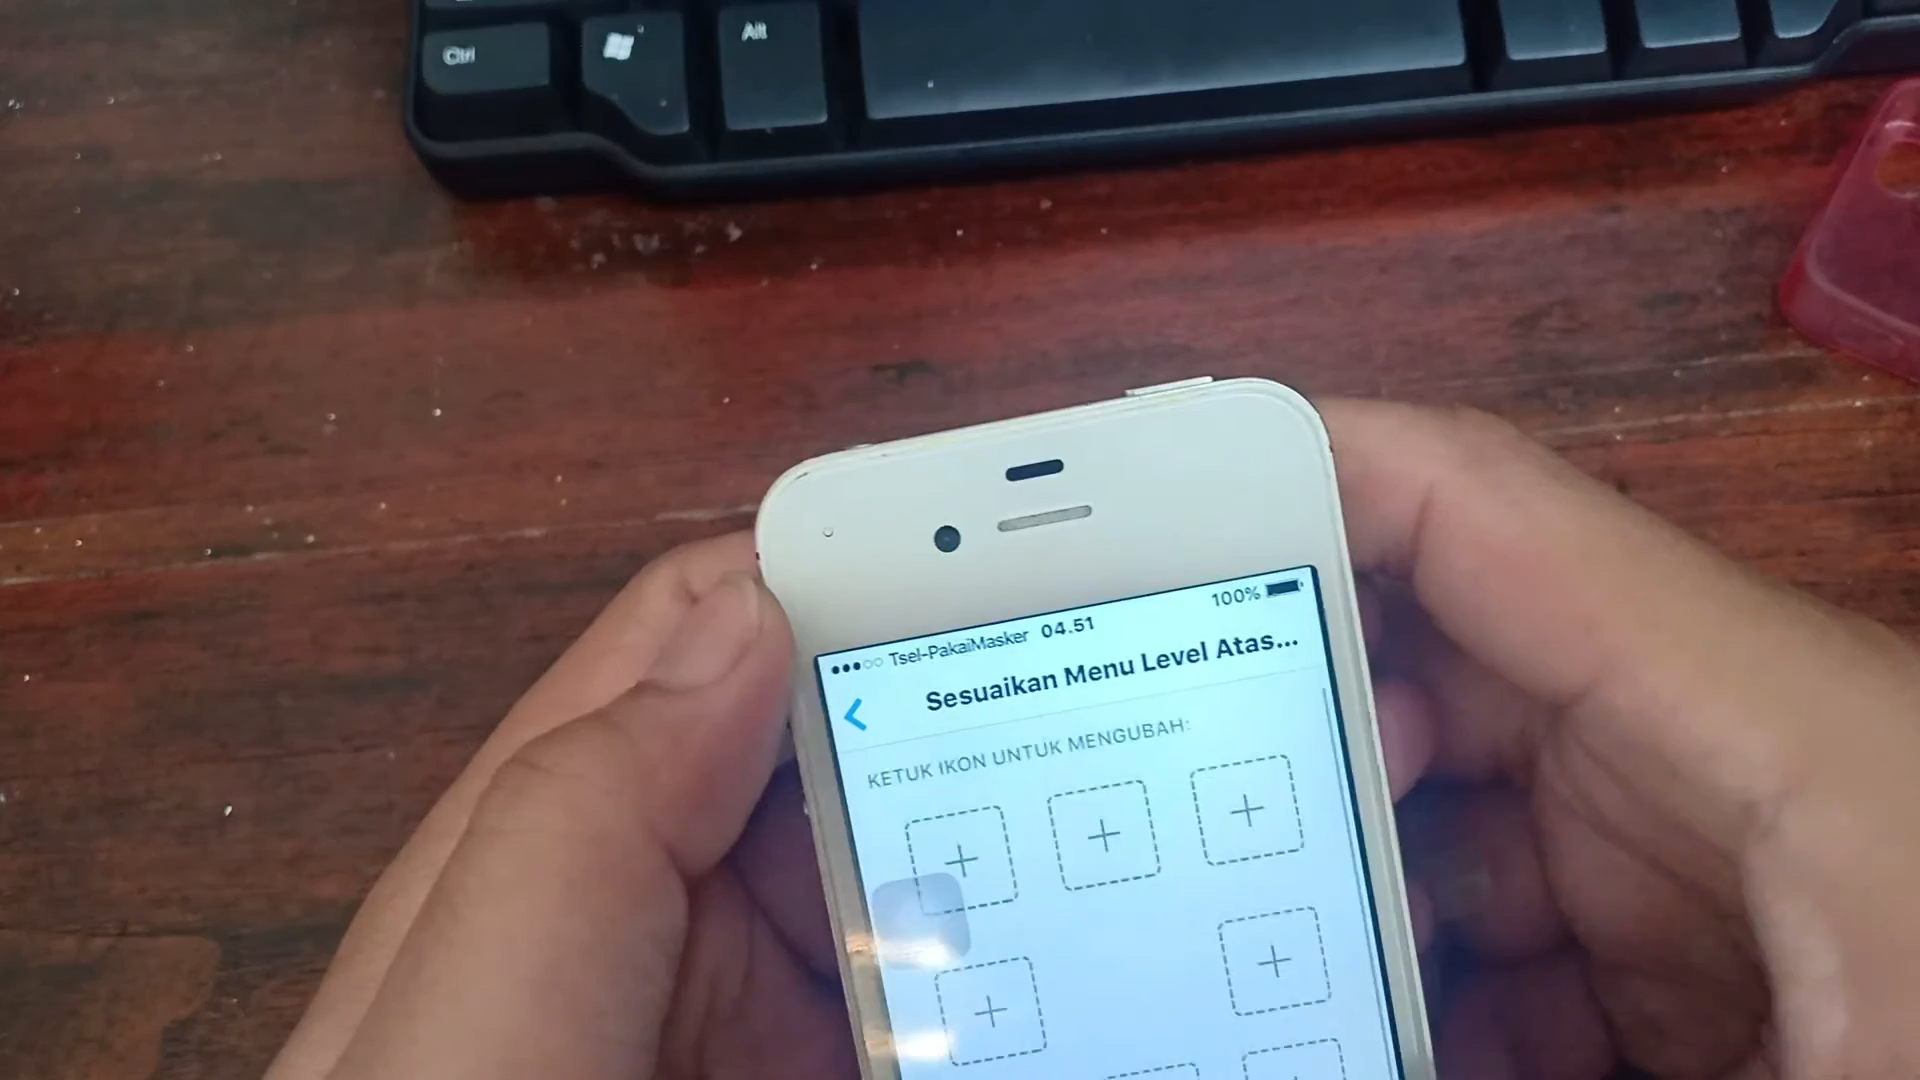 Ctrl
Alt
Tsel-PakaiMasker 04.51 100%
Sesuaikan Menu Level Atas...
KETUK IKON UNTUK MENGUBAH: